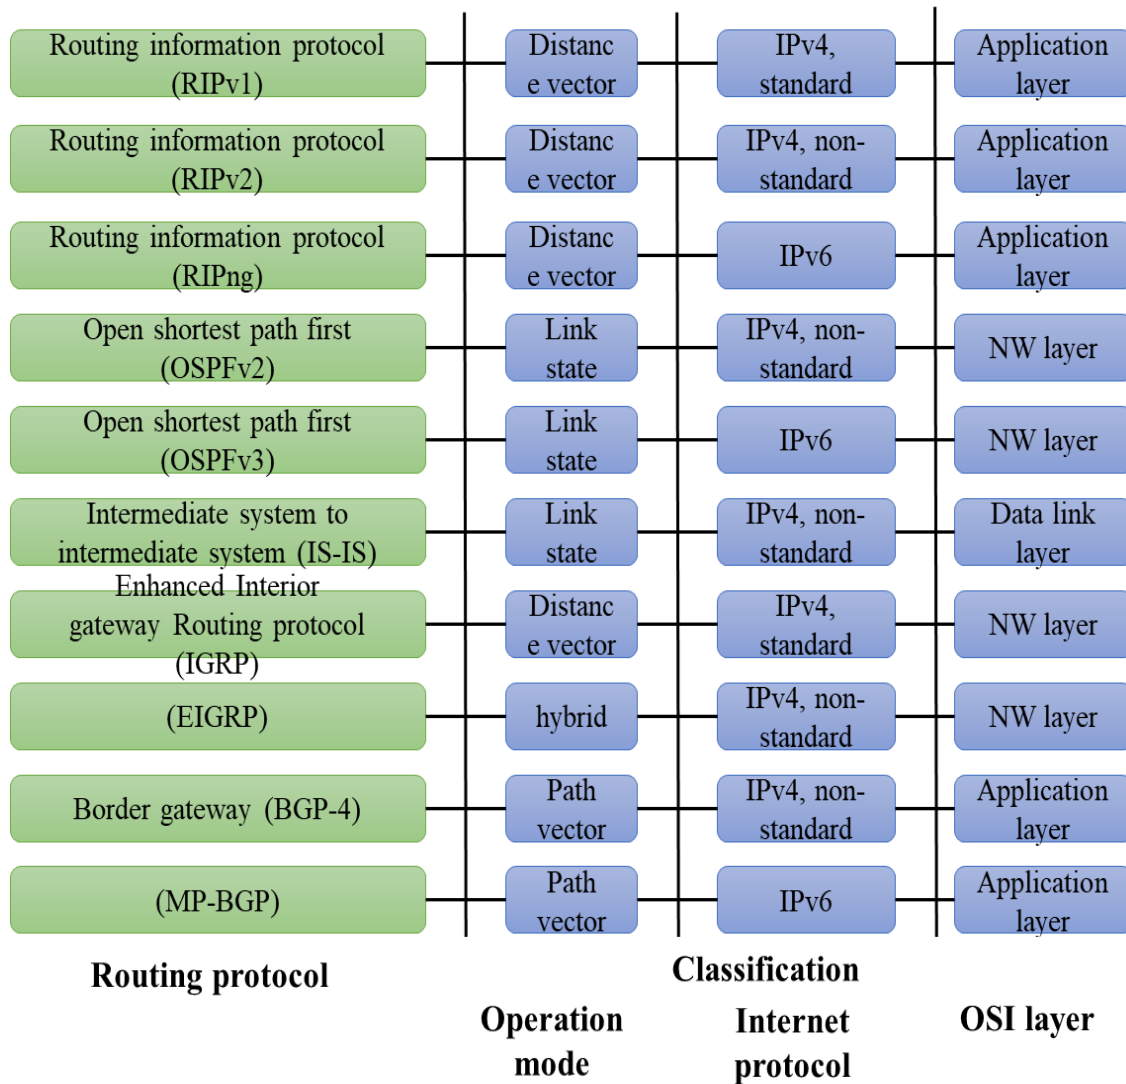 Routing information protocol
(RIPv1)
Distanc
e vector
IPv4,
standard
Application
layer
Routing information protocol
(RIPv2)
Distanc
e vector
IPv4, non-
standard
Application
layer
Routing information protocol
(RIPng)
Distanc
e vector
IPv6
Application
layer
Open shortest path first
(OSPFv2)
Link
state
IPv4, non-
standard
NW layer
Open shortest path first
(OSPFv3)
Link
state
IPv6
NW layer
Intermediate system to
intermediate system (IS-IS)
Link
state
IPv4, non-
standard
Data link
layer
Enhanced Interior
gateway Routing protocol
(IGRP)
Distanc
e vector
IPv4,
standard
NW layer
(EIGRP)
hybrid
IPv4, non-
standard
NW layer
Border gateway (BGP-4)
Path
vector
IPv4, non-
standard
Application
layer
(MP-BGP)
Path
vector
IPv6
Application
layer
Routing protocol
Classification
Operation
mode
Internet
protocol
OSI layer